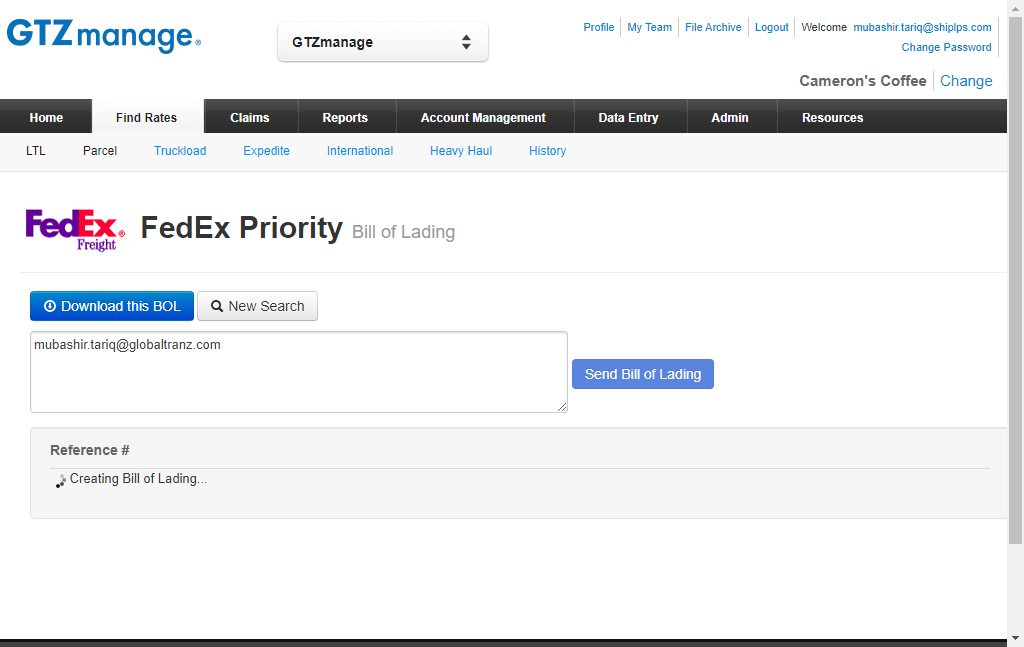 GTZmanage
GTZmanage
Profile My Team File Archive Logout Welcome mubashir.tariq@shiplps.com
Change Password
Cameron's Coffee Change
Home Find Rates Claims Reports Account Management Data Entry Admin Resources
LTL Parcel Truckload Expedite International Heavy Haul History
FedEx Freight
FedEx Priority Bill of Lading
Download this BOL New Search
mubashir.tariq@globaltranz.com
Send Bill of Lading
Reference #
Creating Bill of Lading...